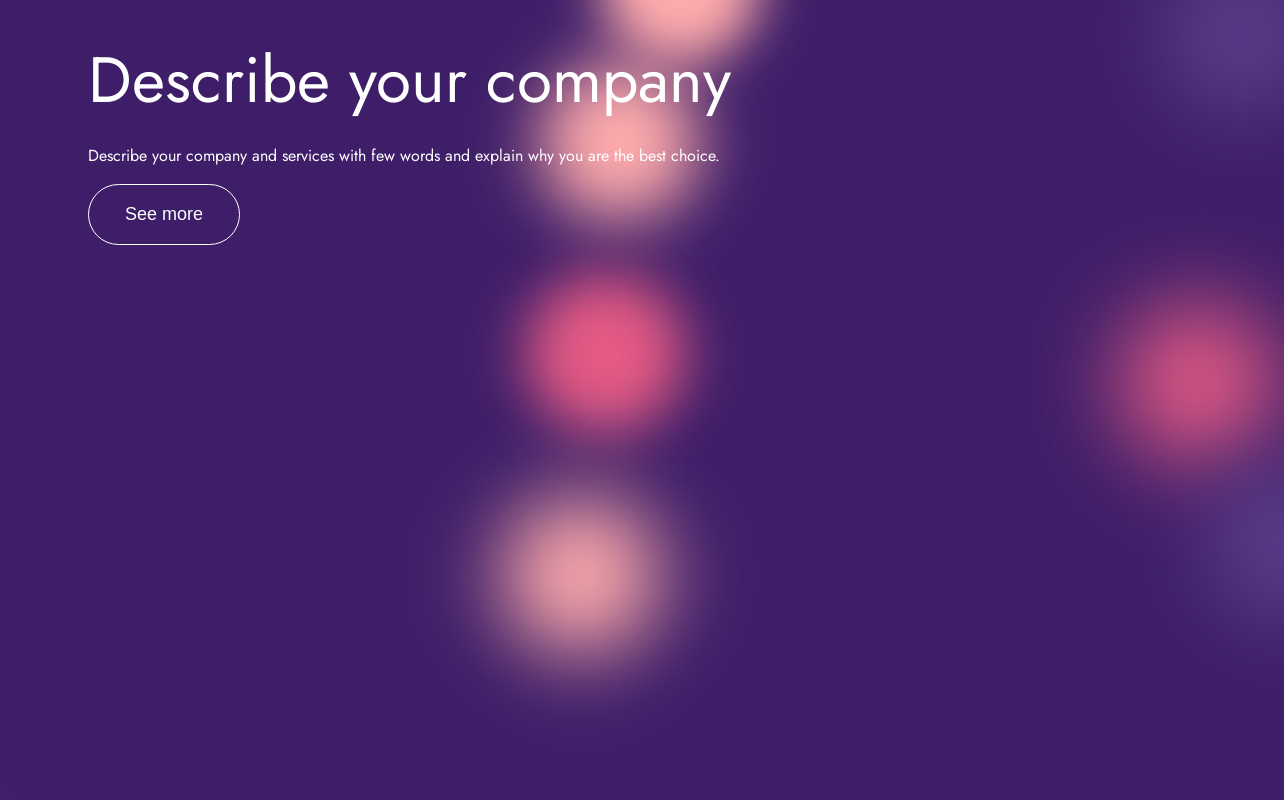 Describe your company
Describe your company and services with few words and explain why you are the best choice.
See more